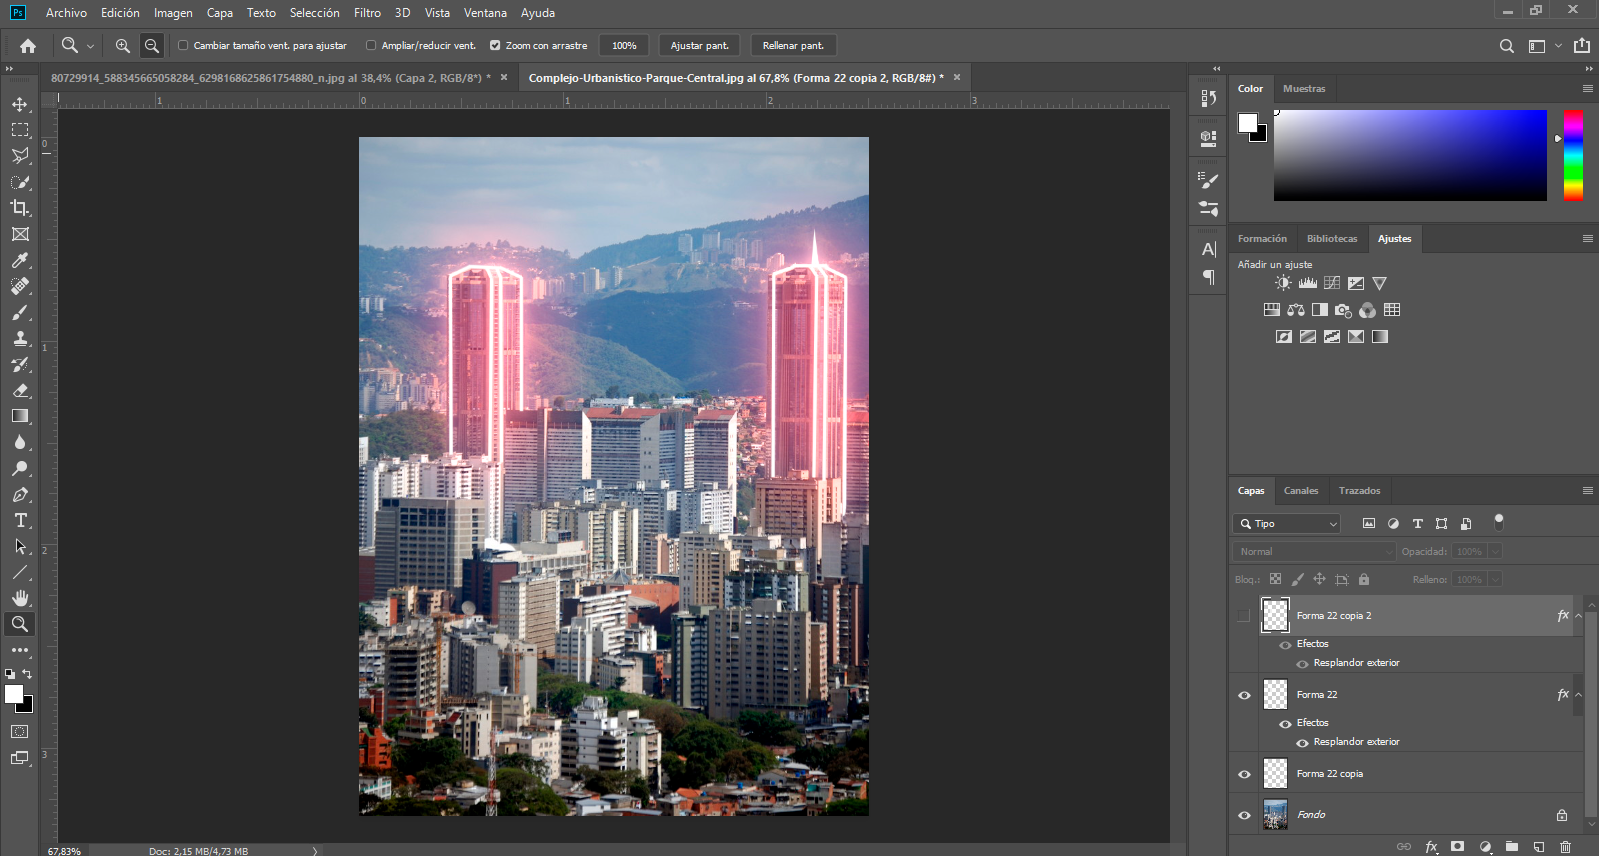 Ps Archivo Edición Imagen Capa Texto Selección Filtro 3D Vista Ventana Ayuda
Cambiar tamaño vent. para ajustar Ampliar/reducir vent. Zoom con arrastre 100% Ajustar pant. Rellenar pant.
80729914_588345665058284_6298168625861754880_n.jpg al 38,4% (Capa 2, RGB/8*) * × Complejo-Urbanistico-Parque-Central.jpg al 67,8% (Forma 22 copia 2, RGB/8#) * ×
1 0 1 2 3
0
1
2
3
Color Muestras
Formación Bibliotecas Ajustes
Añadir un ajuste
Capas Canales Trazados
Tipo
Normal Opacidad: 100%
Bloq.: Relleno: 100%
Forma 22 copia 2 fx
Efectos
Resplandor exterior
Forma 22 fx
Efectos
Resplandor exterior
Forma 22 copia
Fondo
67,83% Doc: 2,15 MB/4,73 MB